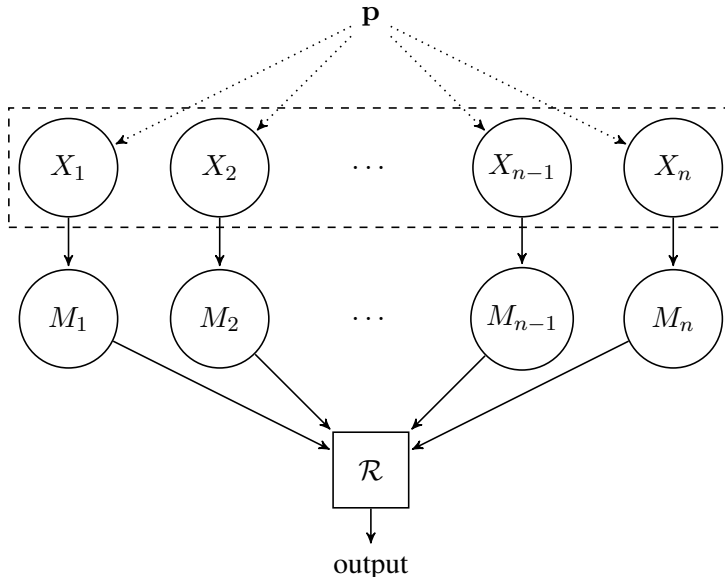 p
X₁ X₂ ... Xₙ₋₁ Xₙ
M₁ M₂ ... Mₙ₋₁ Mₙ
ℛ
output